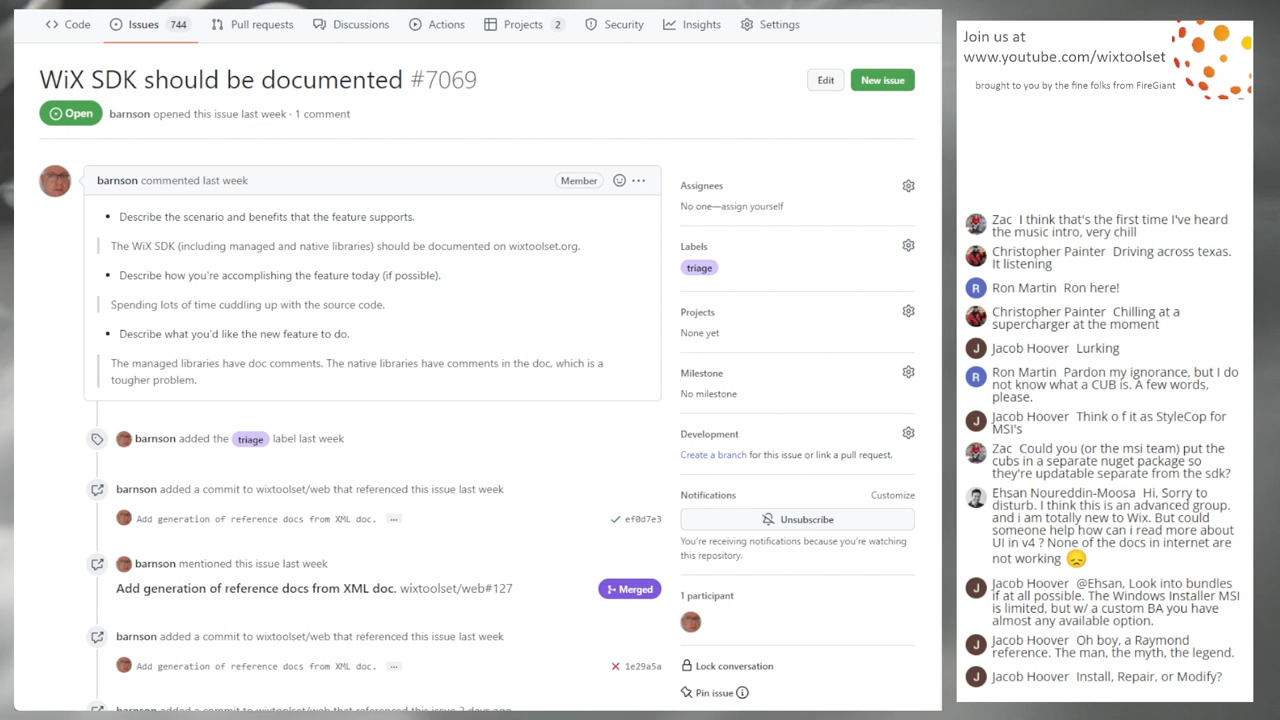 Code
Issues 744
Pull requests
Discussions
Actions
Projects 2
Security
Insights
Settings
WiX SDK should be documented #7069
Edit
New issue
Open
barnson opened this issue last week · 1 comment
barnson commented last week
Member
• Describe the scenario and benefits that the feature supports.
The WiX SDK (including managed and native libraries) should be documented on wixtoolset.org.
• Describe how you're accomplishing the feature today (if possible).
Spending lots of time cuddling up with the source code.
• Describe what you'd like the new feature to do.
The managed libraries have doc comments. The native libraries have comments in the doc, which is a
tougher problem.
barnson added the triage label last week
barnson added a commit to wixtoolset/web that referenced this issue last week
Add generation of reference docs from XML doc. ...
ef0d7e3
barnson mentioned this issue last week
Add generation of reference docs from XML doc. wixtoolset/web#127
Merged
barnson added a commit to wixtoolset/web that referenced this issue last week
Add generation of reference docs from XML doc. ...
1e29a5a
barnson added a commit to wixtoolset/web that referenced this issue 2 days ago
Assignees
No one—assign yourself
Labels
triage
Projects
None yet
Milestone
No milestone
Development
Create a branch for this issue or link a pull request.
Notifications
Customize
Unsubscribe
You're receiving notifications because you're watching
this repository.
1 participant
Lock conversation
Pin issue
Join us at
www.youtube.com/wixtoolset
brought to you by the fine folks from FireGiant
Zac I think that's the first time I've heard
the music intro, very chill
Christopher Painter Driving across texas.
It listening
R Ron Martin Ron here!
Christopher Painter Chilling at a
supercharger at the moment
J Jacob Hoover Lurking
R Ron Martin Pardon my ignorance, but I do
not know what a CUB is. A few words,
please.
J Jacob Hoover Think o f it as StyleCop for
MSI's
Zac Could you (or the msi team) put the
cubs in a separate nuget package so
they're updatable separate from the sdk?
Ehsan Noureddin-Moosa Hi, Sorry to
disturb. I think this is an advanced group.
and i am totally new to Wix. But could
someone help how can i read more about
UI in v4 ? None of the docs in internet are
not working 😞
J Jacob Hoover @Ehsan, Look into bundles
if at all possible. The Windows Installer MSI
is limited, but w/ a custom BA you have
almost any available option.
J Jacob Hoover Oh boy, a Raymond
reference. The man, the myth, the legend.
J Jacob Hoover Install, Repair, or Modify?